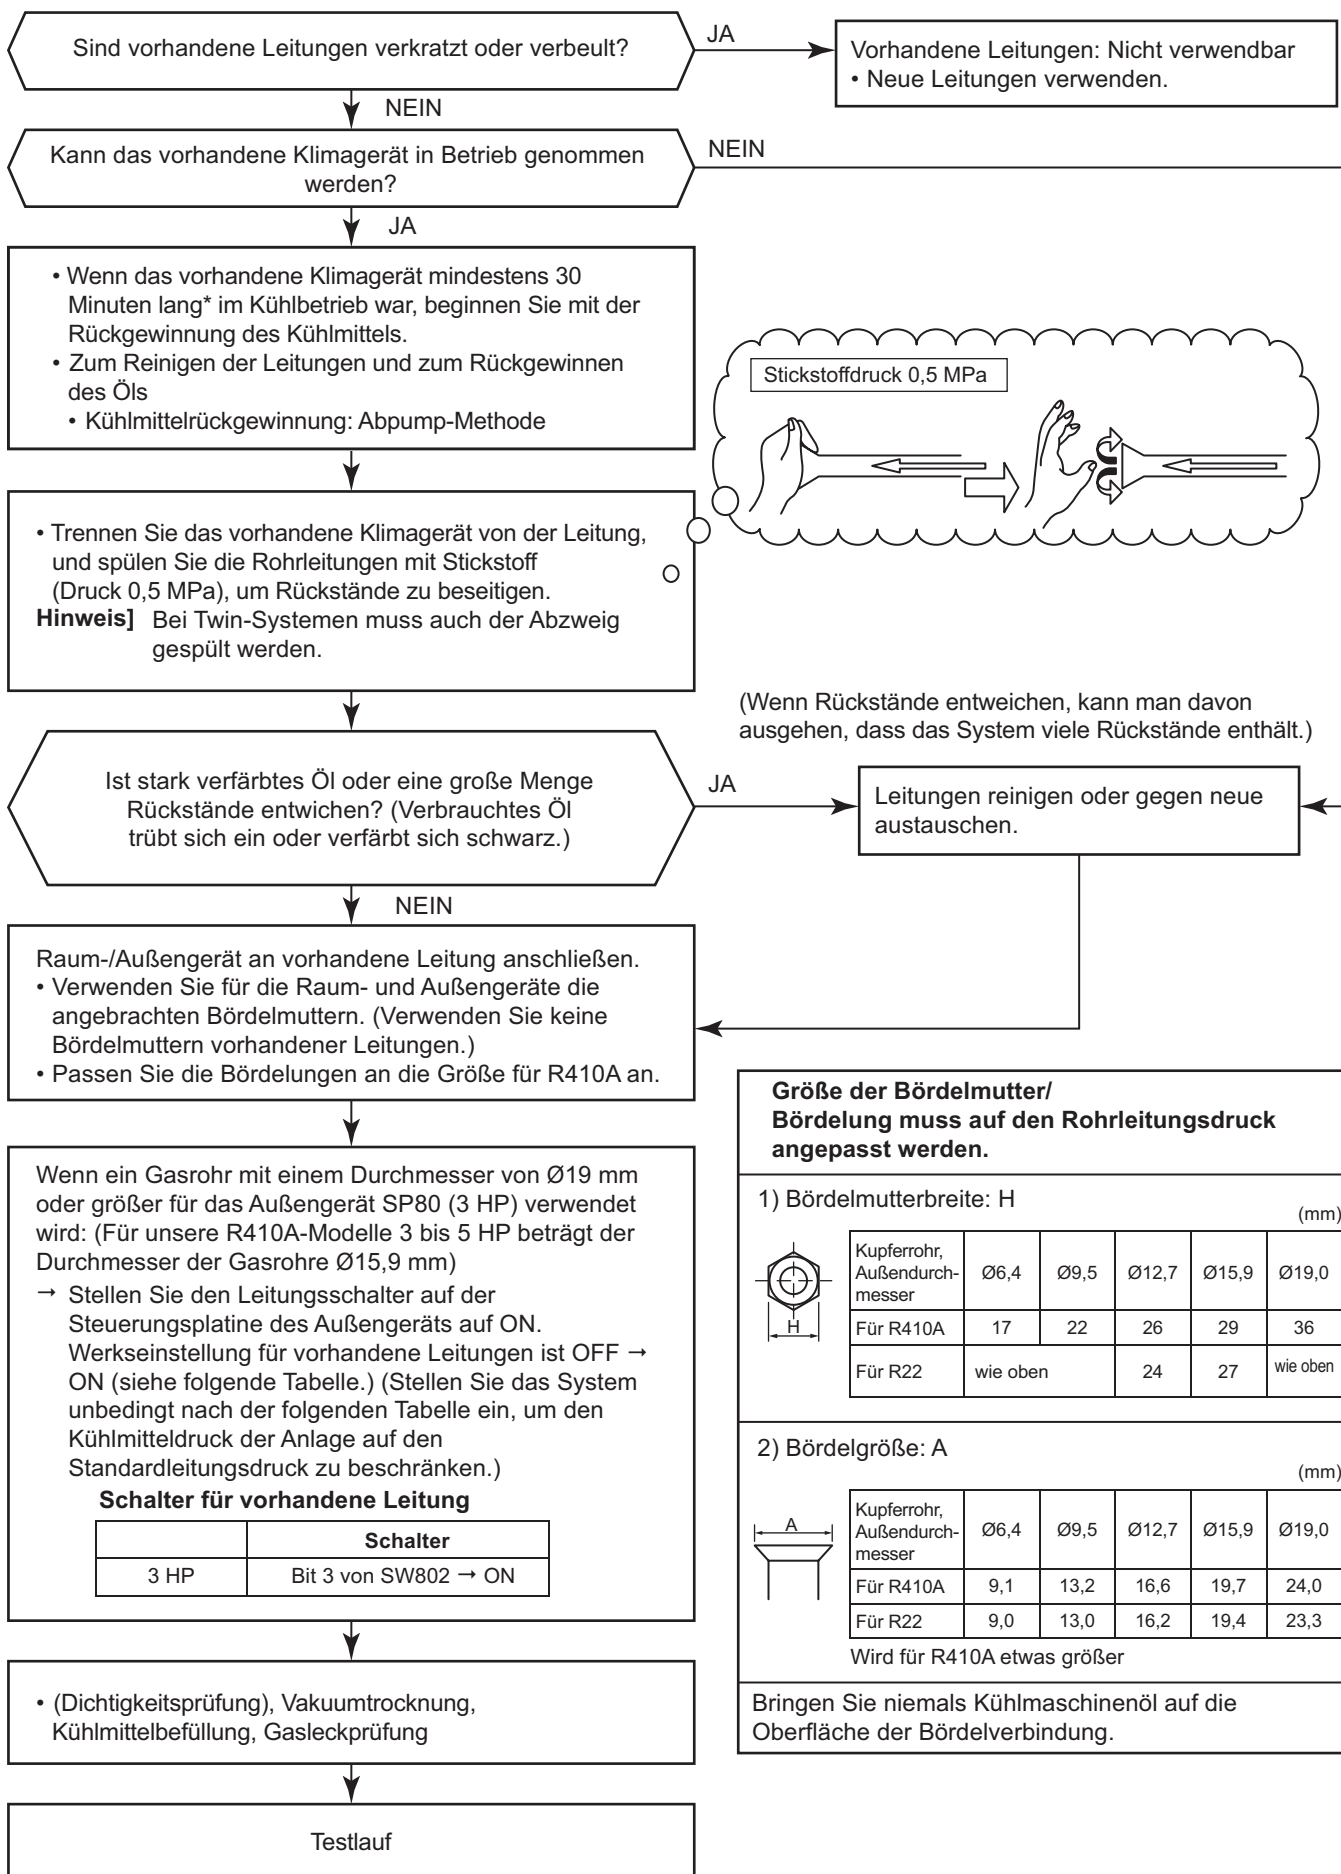 Sind vorhandene Leitungen verkratzt oder verbeult?
JA
Vorhandene Leitungen: Nicht verwendbar
• Neue Leitungen verwenden.
NEIN
Kann das vorhandene Klimagerät in Betrieb genommen
werden?
NEIN
JA
• Wenn das vorhandene Klimagerät mindestens 30
Minuten lang* im Kühlbetrieb war, beginnen Sie mit der
Rückgewinnung des Kühlmittels.
• Zum Reinigen der Leitungen und zum Rückgewinnen
des Öls
• Kühlmittelrückgewinnung: Abpump-Methode
Stickstoffdruck 0,5 MPa
• Trennen Sie das vorhandene Klimagerät von der Leitung,
und spülen Sie die Rohrleitungen mit Stickstoff
(Druck 0,5 MPa), um Rückstände zu beseitigen.
Hinweis] Bei Twin-Systemen muss auch der Abzweig
gespült werden.
(Wenn Rückstände entweichen, kann man davon
ausgehen, dass das System viele Rückstände enthält.)
Ist stark verfärbtes Öl oder eine große Menge
Rückstände entwichen? (Verbrauchtes Öl
trübt sich ein oder verfärbt sich schwarz.)
JA
Leitungen reinigen oder gegen neue
austauschen.
NEIN
Raum-/Außengerät an vorhandene Leitung anschließen.
• Verwenden Sie für die Raum- und Außengeräte die
angebrachten Bördelmuttern. (Verwenden Sie keine
Bördelmuttern vorhandener Leitungen.)
• Passen Sie die Bördelungen an die Größe für R410A an.
Wenn ein Gasrohr mit einem Durchmesser von Ø19 mm
oder größer für das Außengerät SP80 (3 HP) verwendet
wird: (Für unsere R410A-Modelle 3 bis 5 HP beträgt der
Durchmesser der Gasrohre Ø15,9 mm)
→ Stellen Sie den Leitungsschalter auf der
Steuerungsplatine des Außengeräts auf ON.
Werkseinstellung für vorhandene Leitungen ist OFF →
ON (siehe folgende Tabelle.) (Stellen Sie das System
unbedingt nach der folgenden Tabelle ein, um den
Kühlmitteldruck der Anlage auf den
Standardleitungsdruck zu beschränken.)
Schalter für vorhandene Leitung
Schalter
3 HP Bit 3 von SW802 → ON
• (Dichtigkeitsprüfung), Vakuumtrocknung,
Kühlmittelbefüllung, Gasleckprüfung
Testlauf
Größe der Bördelmutter/
Bördelung muss auf den Rohrleitungsdruck
angepasst werden.
1) Bördelmutterbreite: H
(mm)
H
Kupferrohr,
Außendurch-
messer
Ø6,4 Ø9,5 Ø12,7 Ø15,9 Ø19,0
Für R410A 17 22 26 29 36
Für R22 wie oben 24 27 wie oben
2) Bördelgröße: A
(mm)
A
Kupferrohr,
Außendurch-
messer
Ø6,4 Ø9,5 Ø12,7 Ø15,9 Ø19,0
Für R410A 9,1 13,2 16,6 19,7 24,0
Für R22 9,0 13,0 16,2 19,4 23,3
Wird für R410A etwas größer
Bringen Sie niemals Kühlmaschinenöl auf die
Oberfläche der Bördelverbindung.